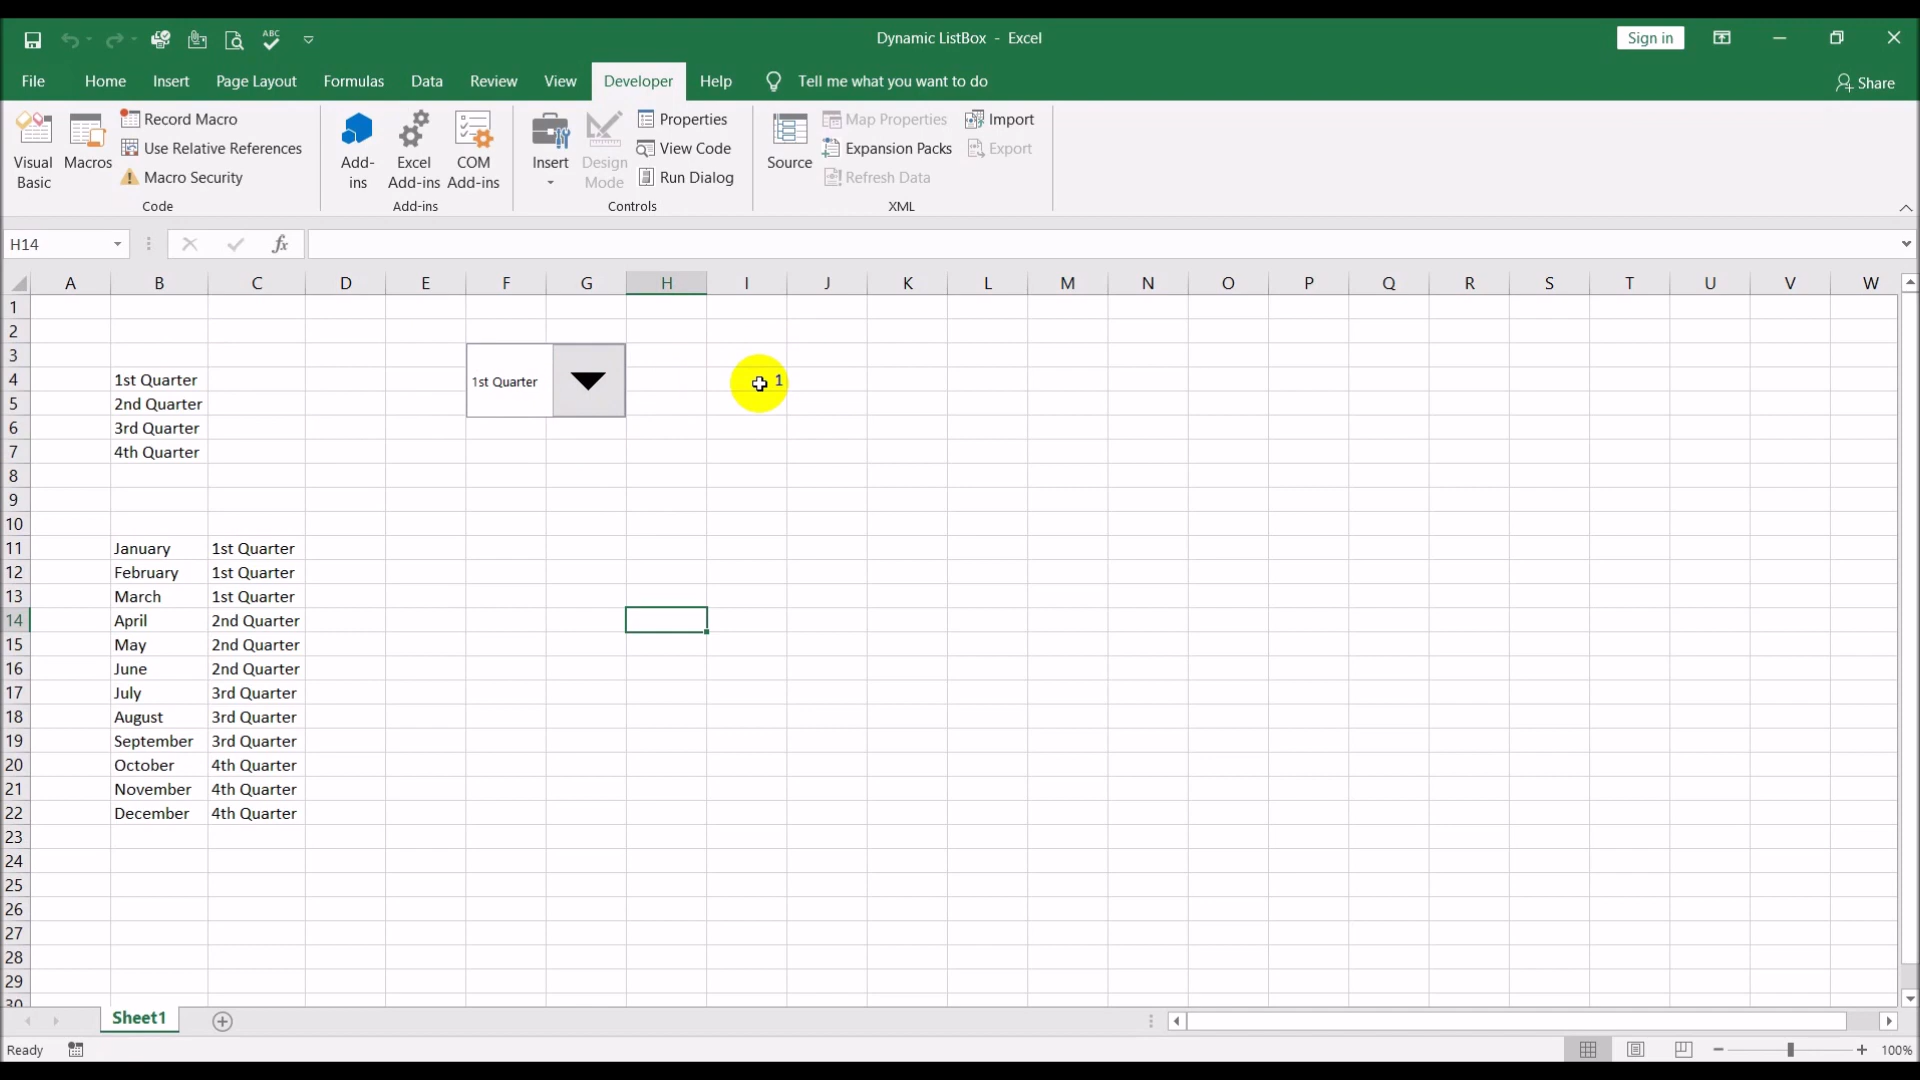 ABC
Dynamic ListBox - Excel
Sign in
File Home Insert Page Layout Formulas Data Review View Developer Help Tell me what you want to do Share
Visual Basic
Macros
Record Macro
Use Relative References
Macro Security
Code
Add-ins
Excel Add-ins
COM Add-ins
Add-ins
Insert
Design Mode
Properties
View Code
Run Dialog
Controls
Source
Map Properties
Expansion Packs
Refresh Data
Import
Export
XML
H14 fx
A B C D E F G H I J K L M N O P Q R S T U V W
1
2
3
4 1st Quarter 1st Quarter 1
5 2nd Quarter
6 3rd Quarter
7 4th Quarter
8
9
10
11 January 1st Quarter
12 February 1st Quarter
13 March 1st Quarter
14 April 2nd Quarter
15 May 2nd Quarter
16 June 2nd Quarter
17 July 3rd Quarter
18 August 3rd Quarter
19 September 3rd Quarter
20 October 4th Quarter
21 November 4th Quarter
22 December 4th Quarter
23
24
25
26
27
28
29
30
Sheet1
Ready 100%